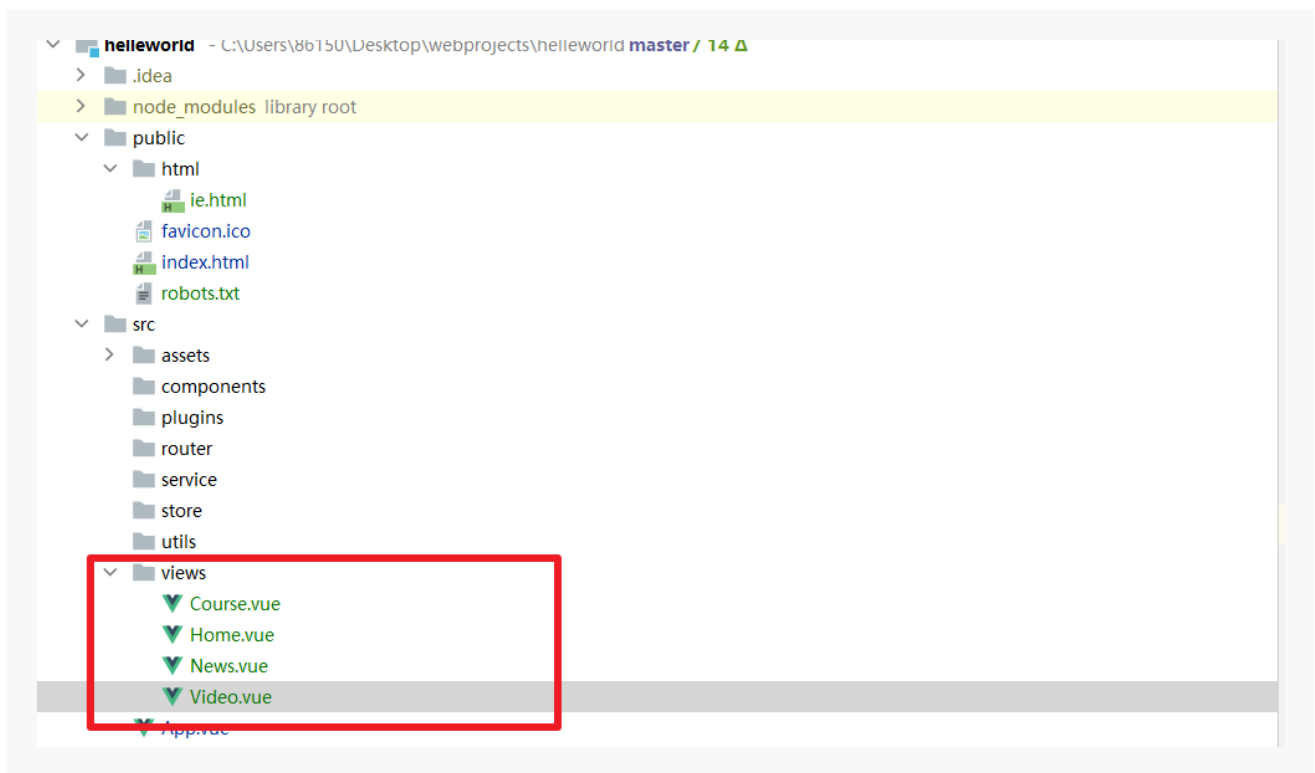 helleworld - C:\Users\86150\Desktop\webprojects\helleworld master / 14 Δ
.idea
node_modules library root
public
html
ie.html
favicon.ico
index.html
robots.txt
src
assets
components
plugins
router
service
store
utils
views
Course.vue
Home.vue
News.vue
Video.vue
App.vue